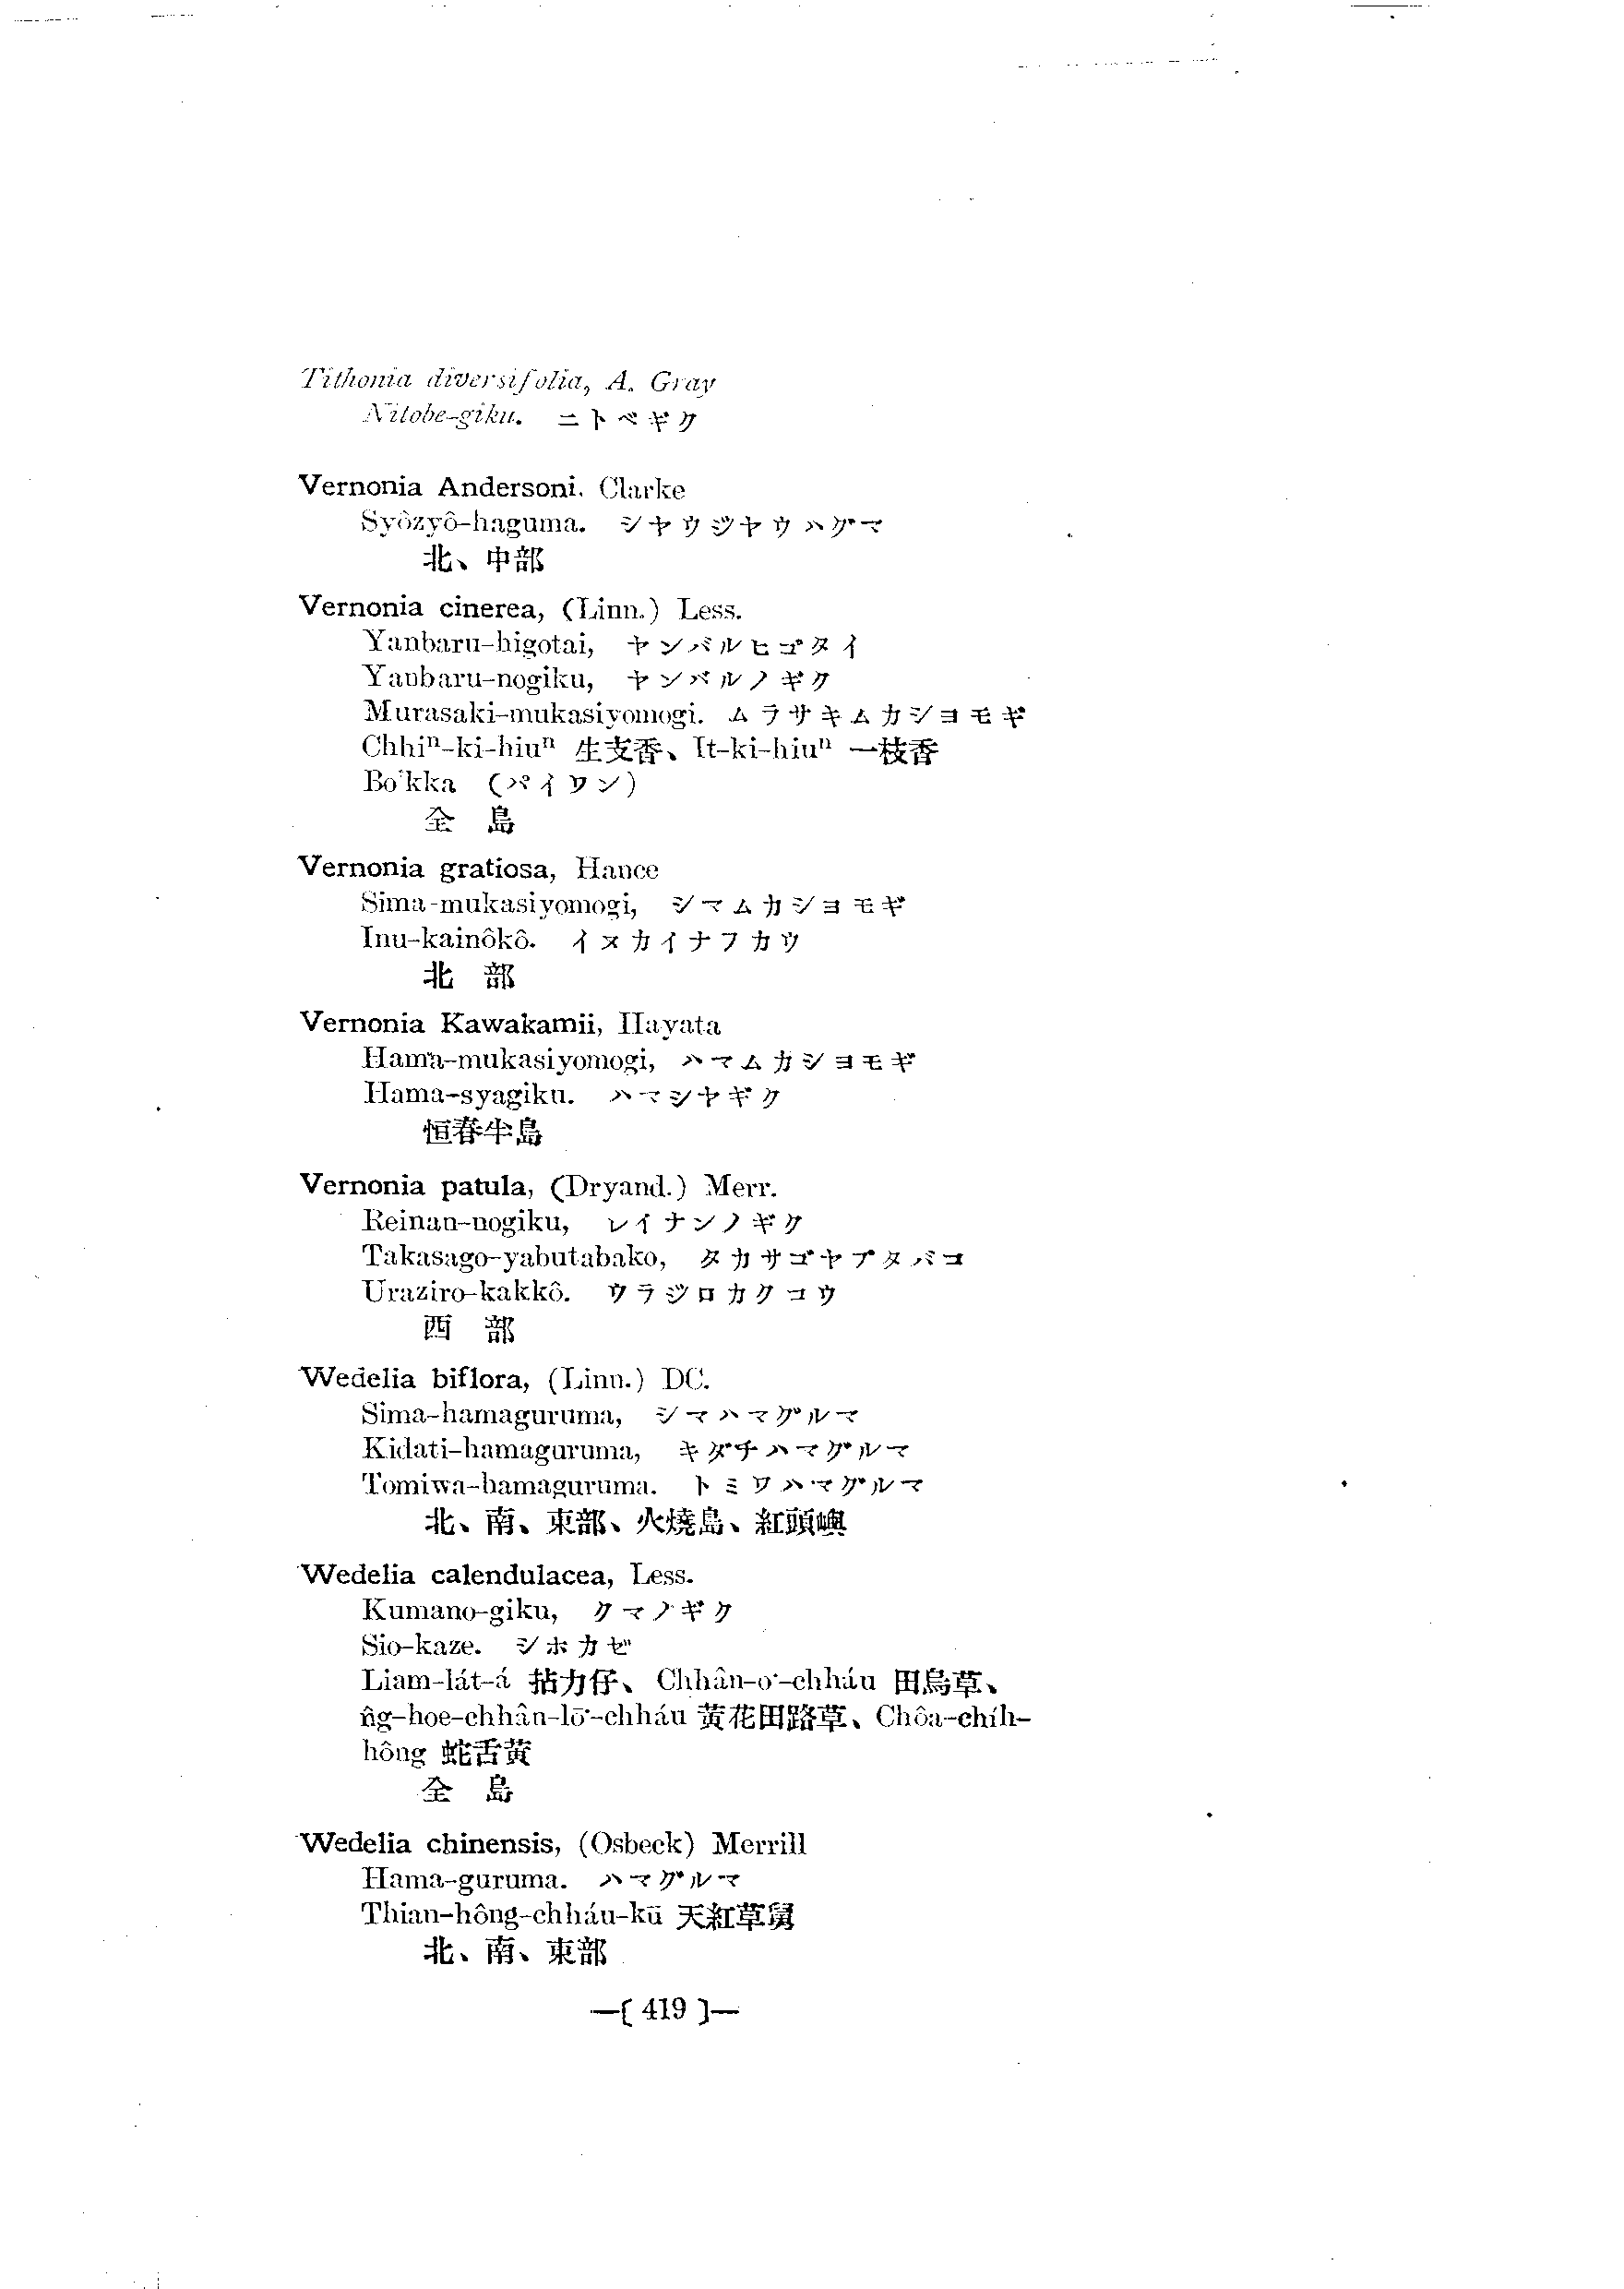 Tithonia diversifolia, A. Gray
Nitobe-giku. ニトベギク
Vernonia Andersoni. Clarke
Syôzyô-haguma. シヤウジヤウハグマ
北、中部
Vernonia cinerea, (Linn.) Less.
Yanbaru-higotai, ヤンバルヒゴタイ
Yanbaru-nogiku, ヤンバルノギク
Murasaki-mukasiyomogi. ムラサキムカシヨモギ
Chhiⁿ-ki-hiuⁿ 生支香、It-ki-hiuⁿ 一枝香
Bo'kka (パイワン)
全 島
Vernonia gratiosa, Hance
Sima-mukasiyomogi, シマムカシヨモギ
Inu-kainôkô. イヌカイナフカウ
北 部
Vernonia Kawakamii, Hayata
Hama-mukasiyomogi, ハマムカシヨモギ
Hama-syagiku. ハマシヤギク
恒春半島
Vernonia patula, (Dryand.) Merr.
Reinan-nogiku, レイナンノギク
Takasago-yabutabako, タカサゴヤブタバコ
Uraziro-kakkô. ウラジロカクコウ
西 部
Wedelia biflora, (Linn.) DC.
Sima-hamaguruma, シマハマグルマ
Kidati-hamaguruma, キダチハマグルマ
Tomiwa-hamaguruma. トミワハマグルマ
北、南、東部、火燒島、紅頭嶼
Wedelia calendulacea, Less.
Kumano-giku, クマノギク
Sio-kaze. シホカゼ
Liam-lát-á 拈力仔、Chhân-o͘-chháu 田烏草、
n̂g-hoe-chhân-lō͘-chháu 黃花田路草、Chôa-chíh-
hông 蛇舌黃
全 島
Wedelia chinensis, (Osbeck) Merrill
Hama-guruma. ハマグルマ
Thian-hông-chháu-kū 天紅草舅
北、南、東部
—[ 419 ]—